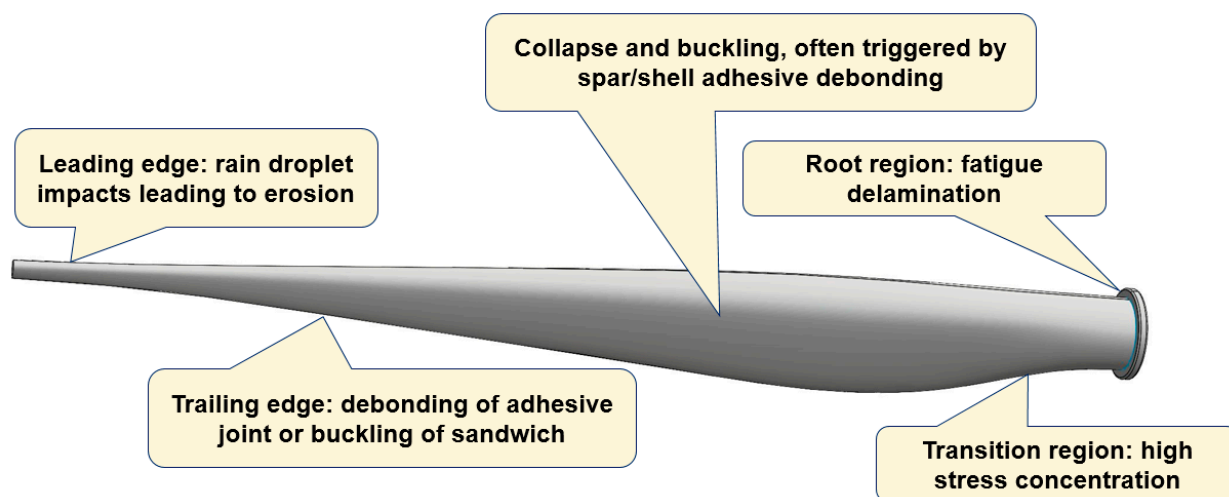 Collapse and buckling, often triggered by
spar/shell adhesive debonding
Leading edge: rain droplet
impacts leading to erosion
Root region: fatigue
delamination
Trailing edge: debonding of adhesive
joint or buckling of sandwich
Transition region: high
stress concentration